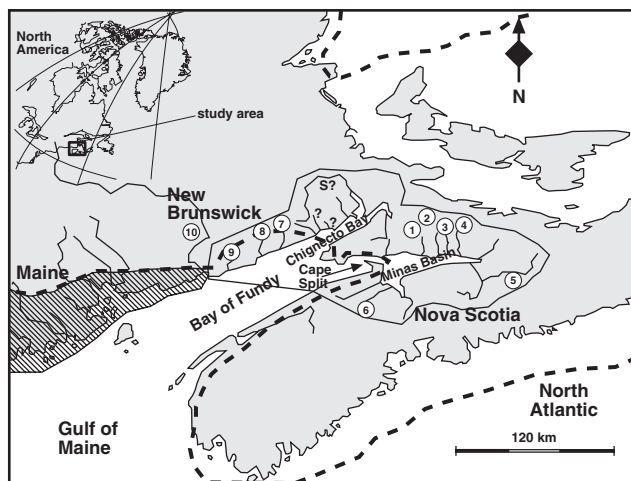 North
America
study area
N
New
Brunswick
S?
?
?
Chignecto Bay
10
9
8
7
1
2
3
4
5
6
Maine
Cape
Split
Minas Basin
Bay of Fundy
Nova Scotia
Gulf of
Maine
North
Atlantic
120 km